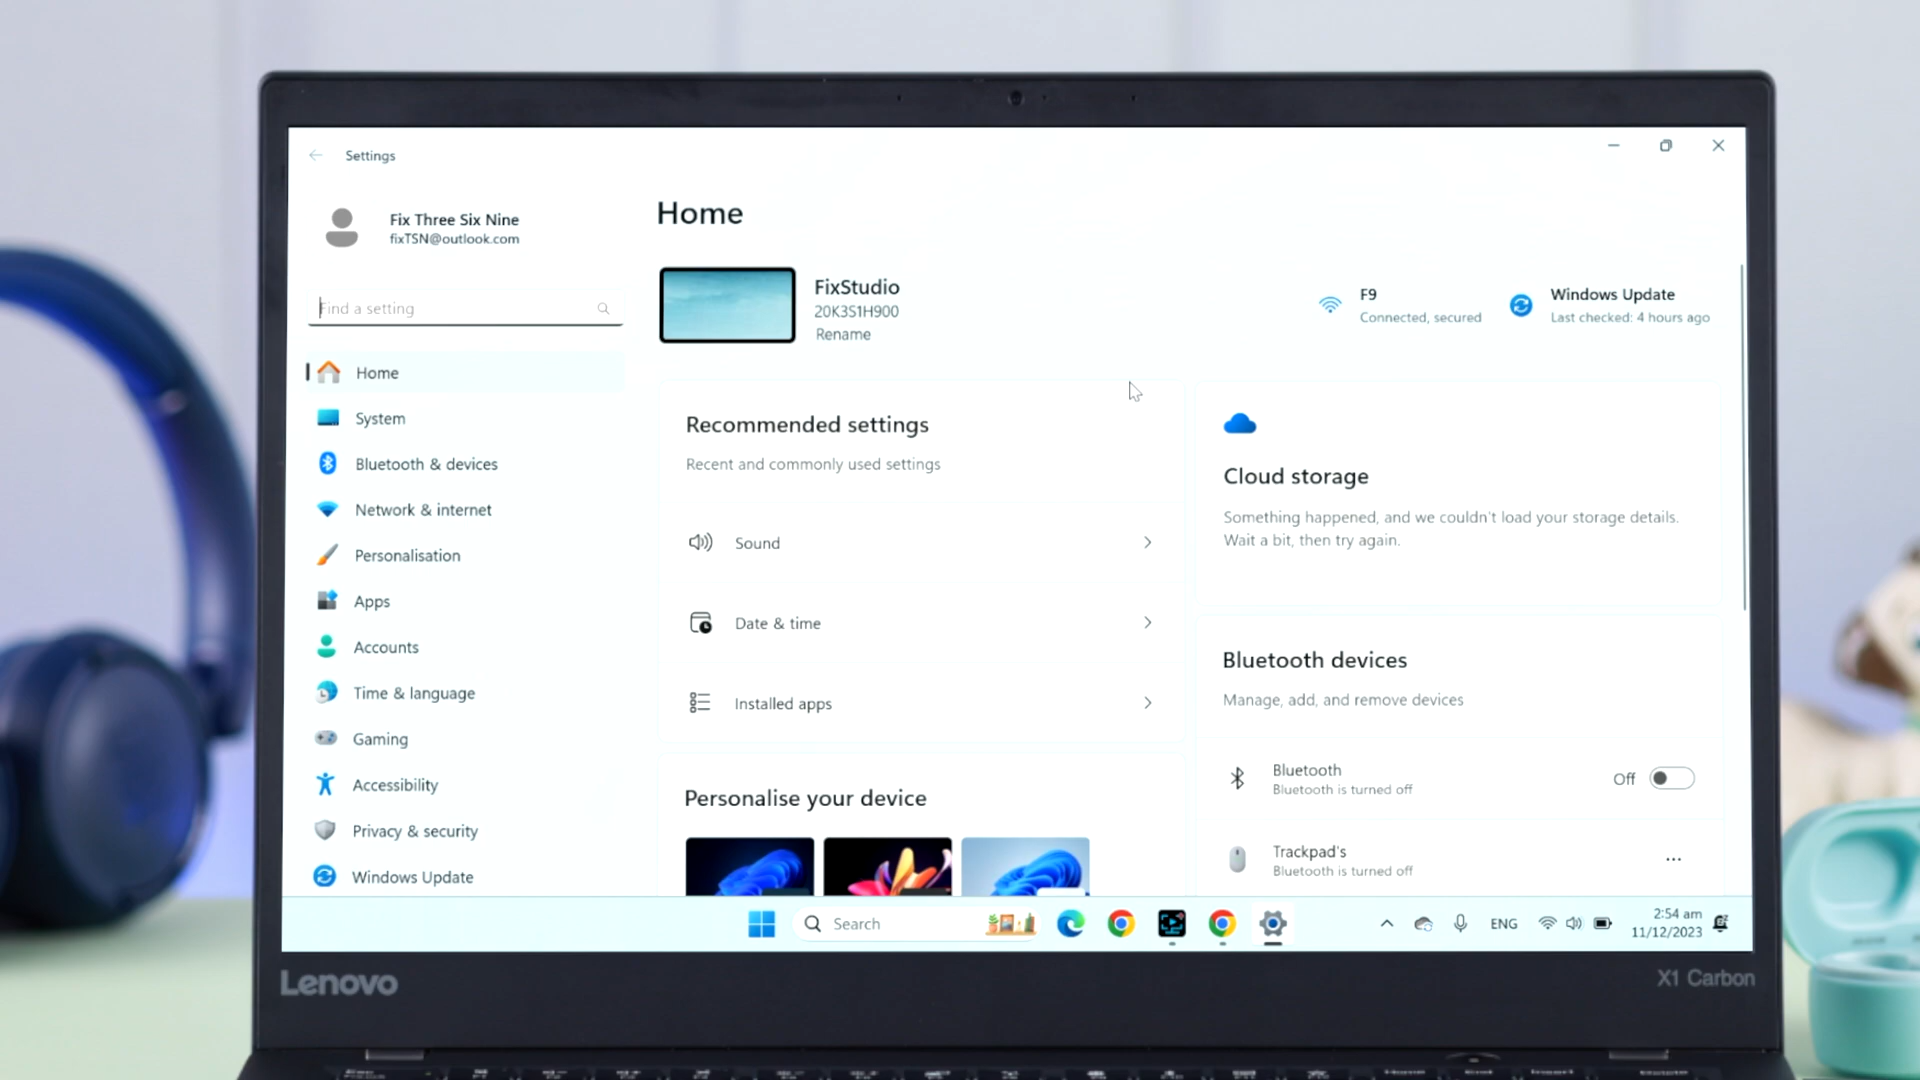 Settings
Fix Three Six Nine
fixTSN@outlook.com
Find a setting
Home
System
Bluetooth & devices
Network & internet
Personalisation
Apps
Accounts
Time & language
Gaming
Accessibility
Privacy & security
Windows Update
Home
FixStudio
20K3S1H900
Rename
F9
Connected, secured
Windows Update
Last checked: 4 hours ago
Recommended settings
Recent and commonly used settings
Sound
Date & time
Installed apps
Personalise your device
Cloud storage
Something happened, and we couldn't load your storage details.
Wait a bit, then try again.
Bluetooth devices
Manage, add, and remove devices
Bluetooth
Bluetooth is turned off
Off
Trackpad's
Bluetooth is turned off
Search
ENG
2:54 am
11/12/2023
Lenovo
X1 Carbon